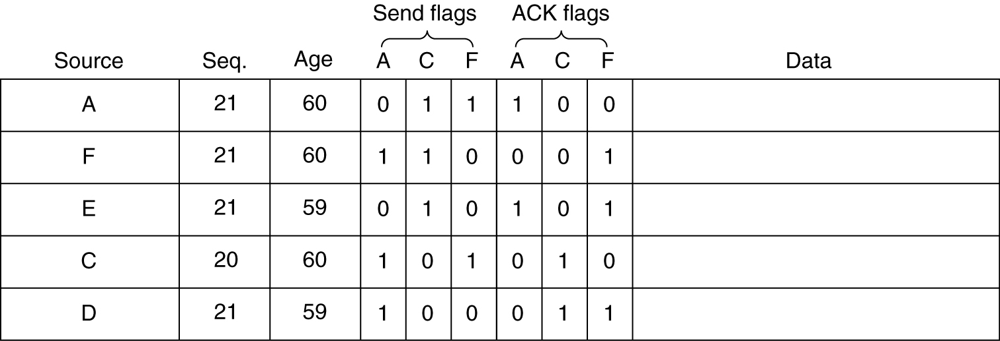 Send flags ACK flags
Source Seq. Age A C F A C F Data
A 21 60 0 1 1 1 0 0
F 21 60 1 1 0 0 0 1
E 21 59 0 1 0 1 0 1
C 20 60 1 0 1 0 1 0
D 21 59 1 0 0 0 1 1